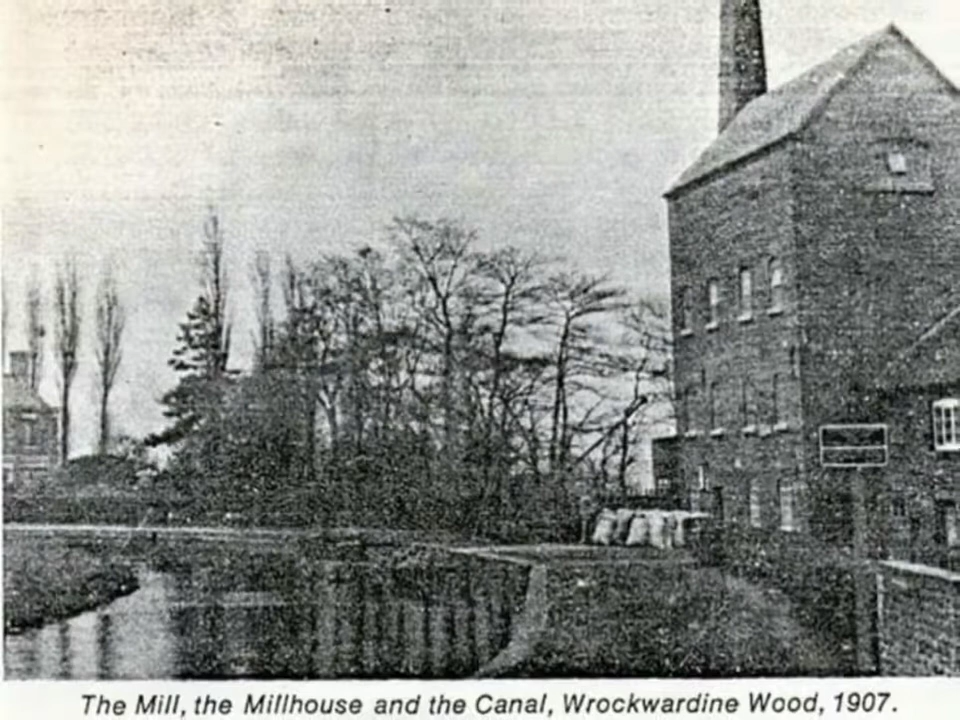 The Mill, the Millhouse and the Canal, Wrockwardine Wood, 1907.